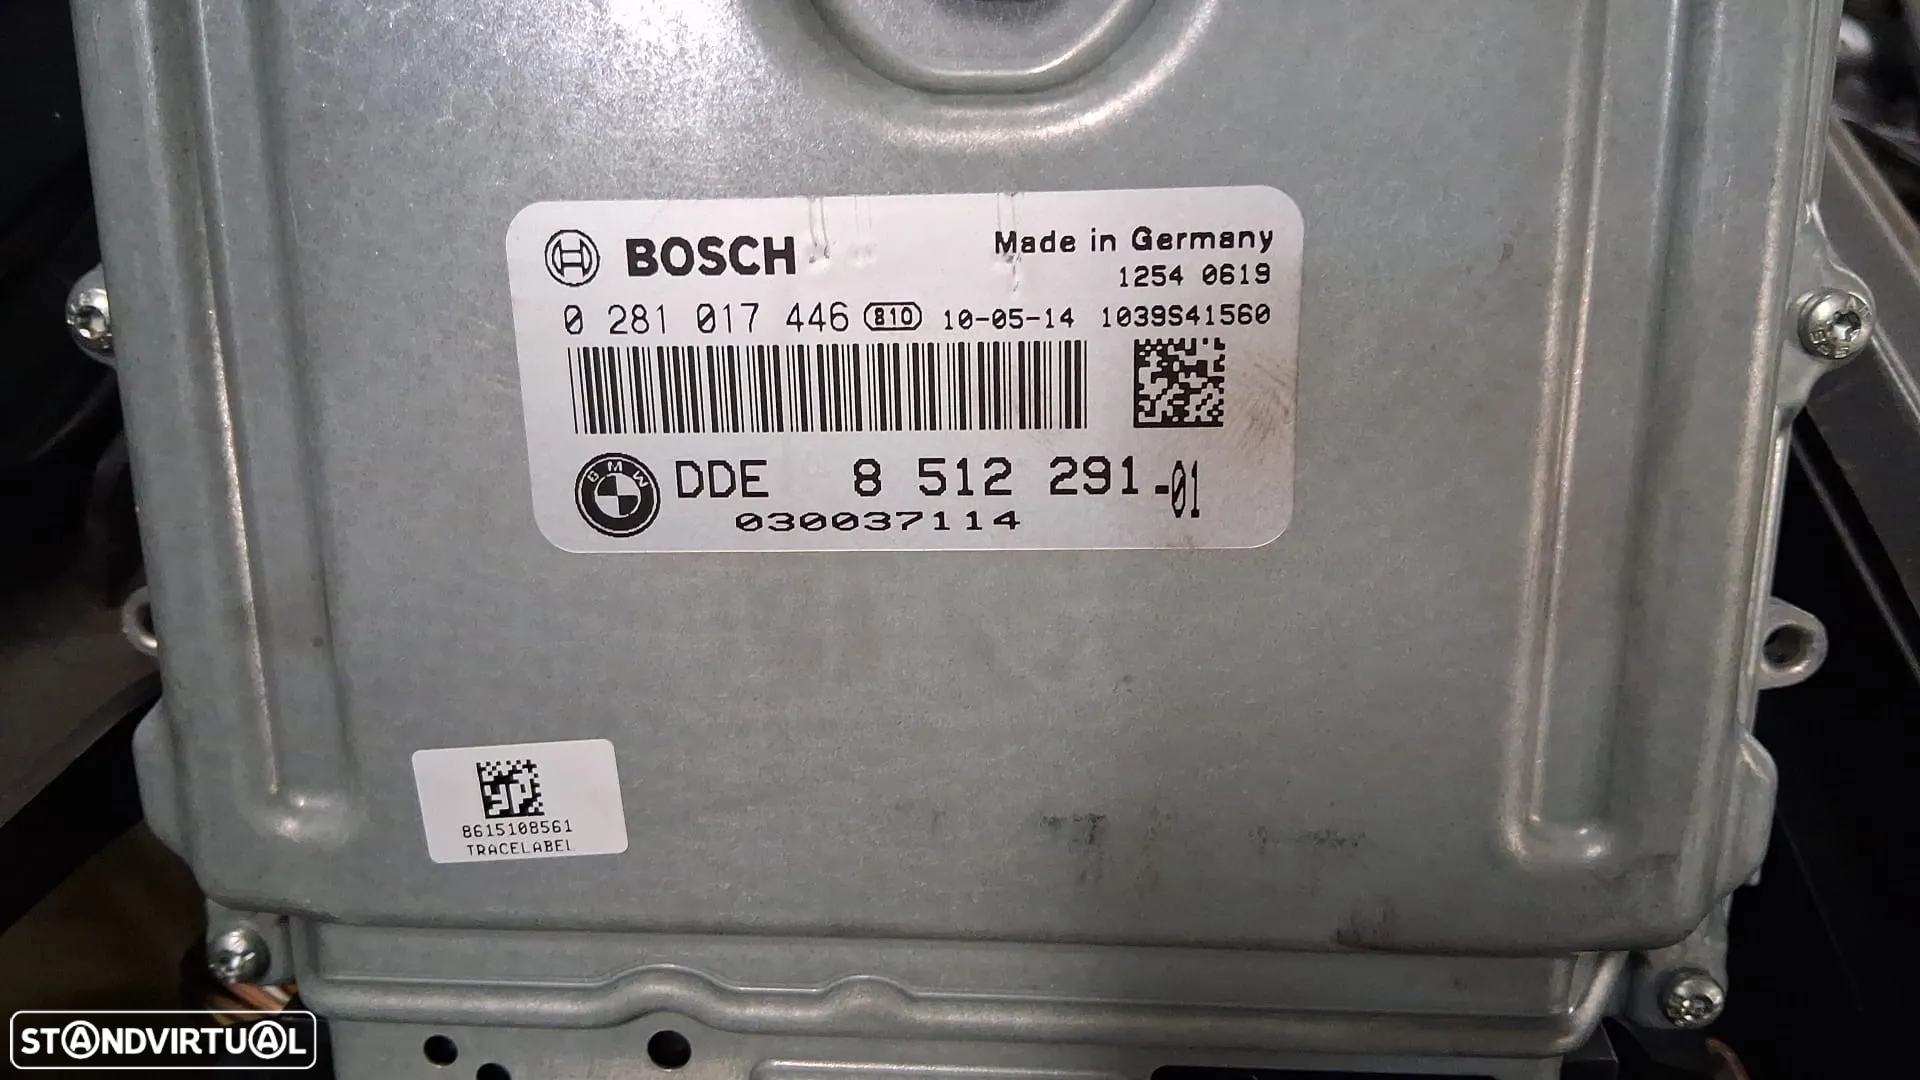 BOSCH
Made in Germany
1254 0619
0 281 017 446 810 10-05-14 1039S41560
BMW DDE 8 512 291-01
030037114
8615108561
TRACELABEL
STANDVIRTUAL